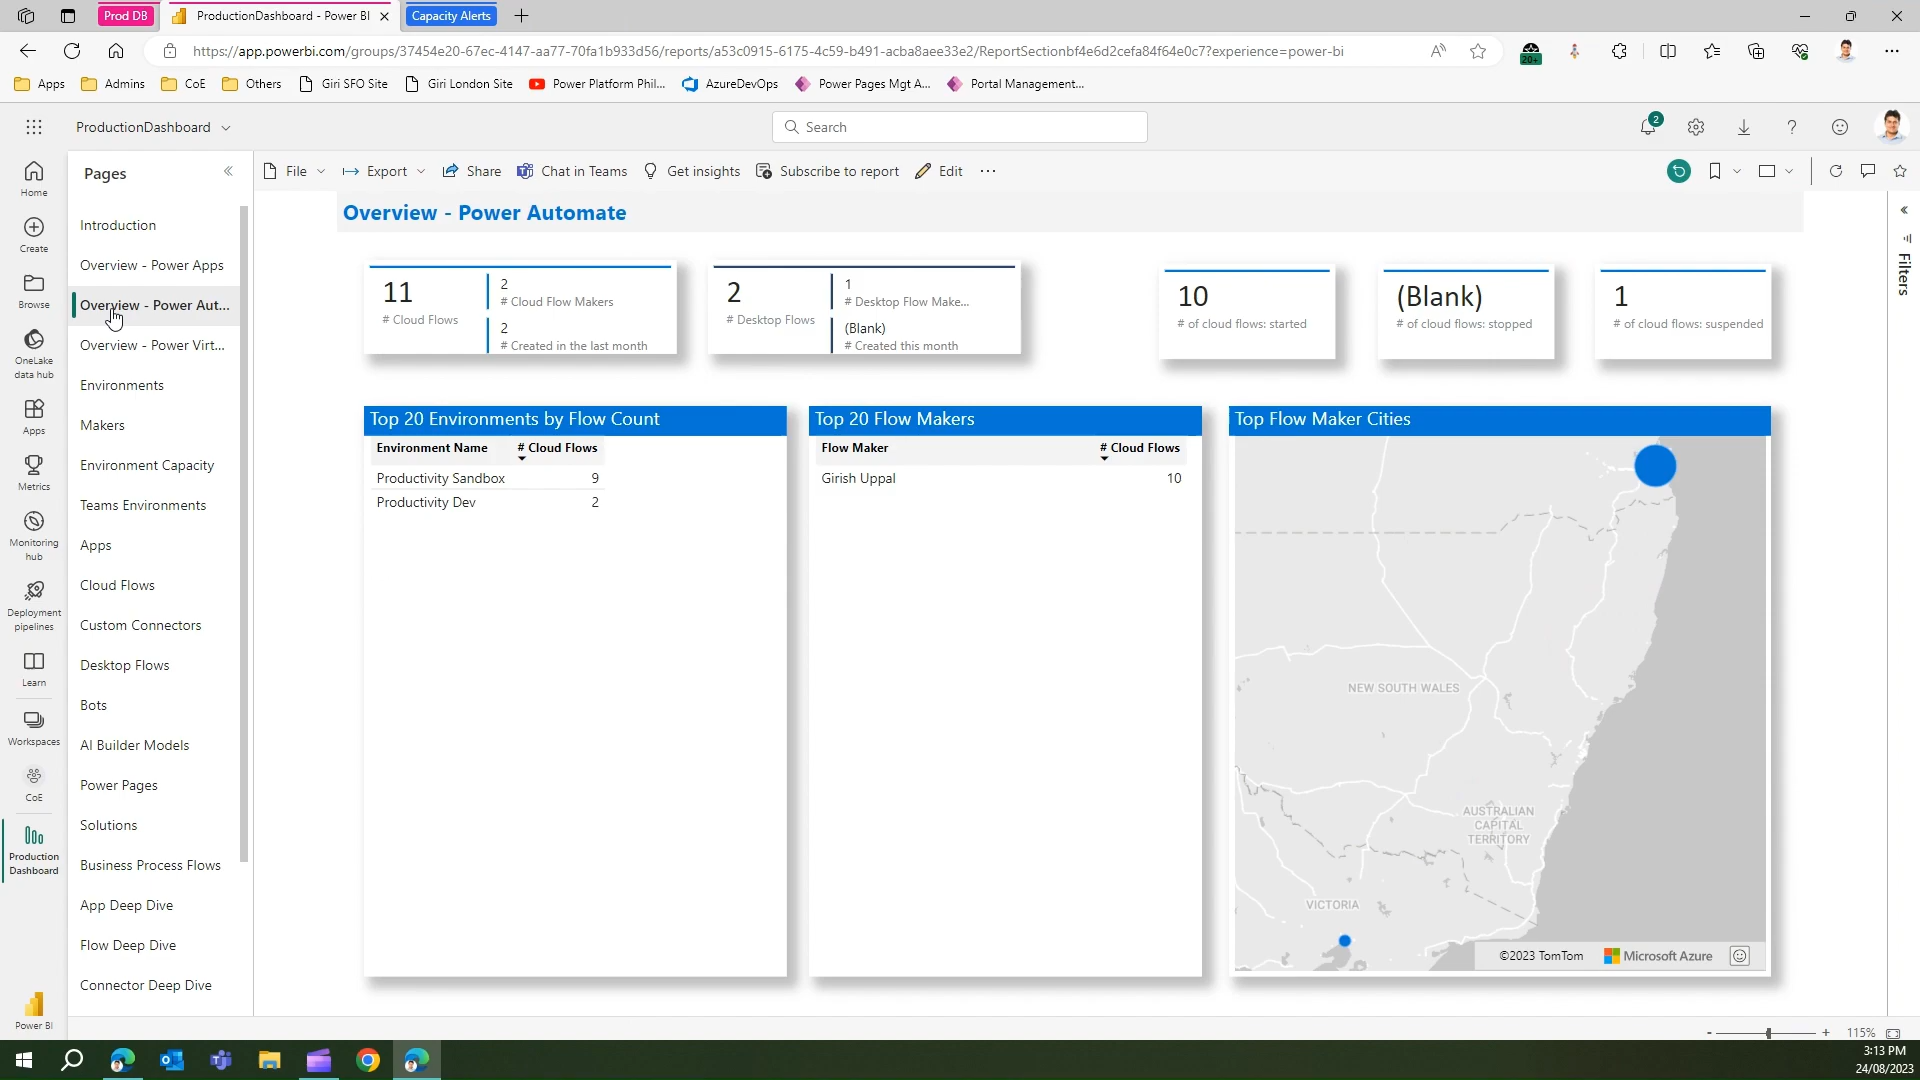 Prod DB
ProductionDashboard - Power BI
Capacity Alerts
https://app.powerbi.com/groups/37454e20-67ec-4147-aa77-70fa1b933d56/reports/a53c0915-6175-4c59-b491-acba8aee33e2/ReportSectionbf4e6d2cefa84f64e0c7?experience=power-bi
20+
Apps
Admins
CoE
Others
Giri SFO Site
Giri London Site
Power Platform Phil...
AzureDevOps
Power Pages Mgt A...
Portal Management...
ProductionDashboard
Search
2
Home
Create
Browse
OneLake
data hub
Apps
Metrics
Monitoring
hub
Deployment
pipelines
Learn
Workspaces
CoE
Production
Dashboard
Power BI
Pages
Introduction
Overview - Power Apps
Overview - Power Aut...
Overview - Power Virt...
Environments
Makers
Environment Capacity
Teams Environments
Apps
Cloud Flows
Custom Connectors
Desktop Flows
Bots
AI Builder Models
Power Pages
Solutions
Business Process Flows
App Deep Dive
Flow Deep Dive
Connector Deep Dive
File
Export
Share
Chat in Teams
Get insights
Subscribe to report
Edit
Overview - Power Automate
11
# Cloud Flows
2
# Cloud Flow Makers
2
# Created in the last month
2
# Desktop Flows
1
# Desktop Flow Make...
(Blank)
# Created this month
10
# of cloud flows: started
(Blank)
# of cloud flows: stopped
1
# of cloud flows: suspended
Top 20 Environments by Flow Count
Environment Name # Cloud Flows
Productivity Sandbox 9
Productivity Dev 2
Top 20 Flow Makers
Flow Maker # Cloud Flows
Girish Uppal 10
Top Flow Maker Cities
NEW SOUTH WALES
AUSTRALIAN
CAPITAL
TERRITORY
VICTORIA
©2023 TomTom
Microsoft Azure
Filters
- + 115%
3:13 PM
24/08/2023